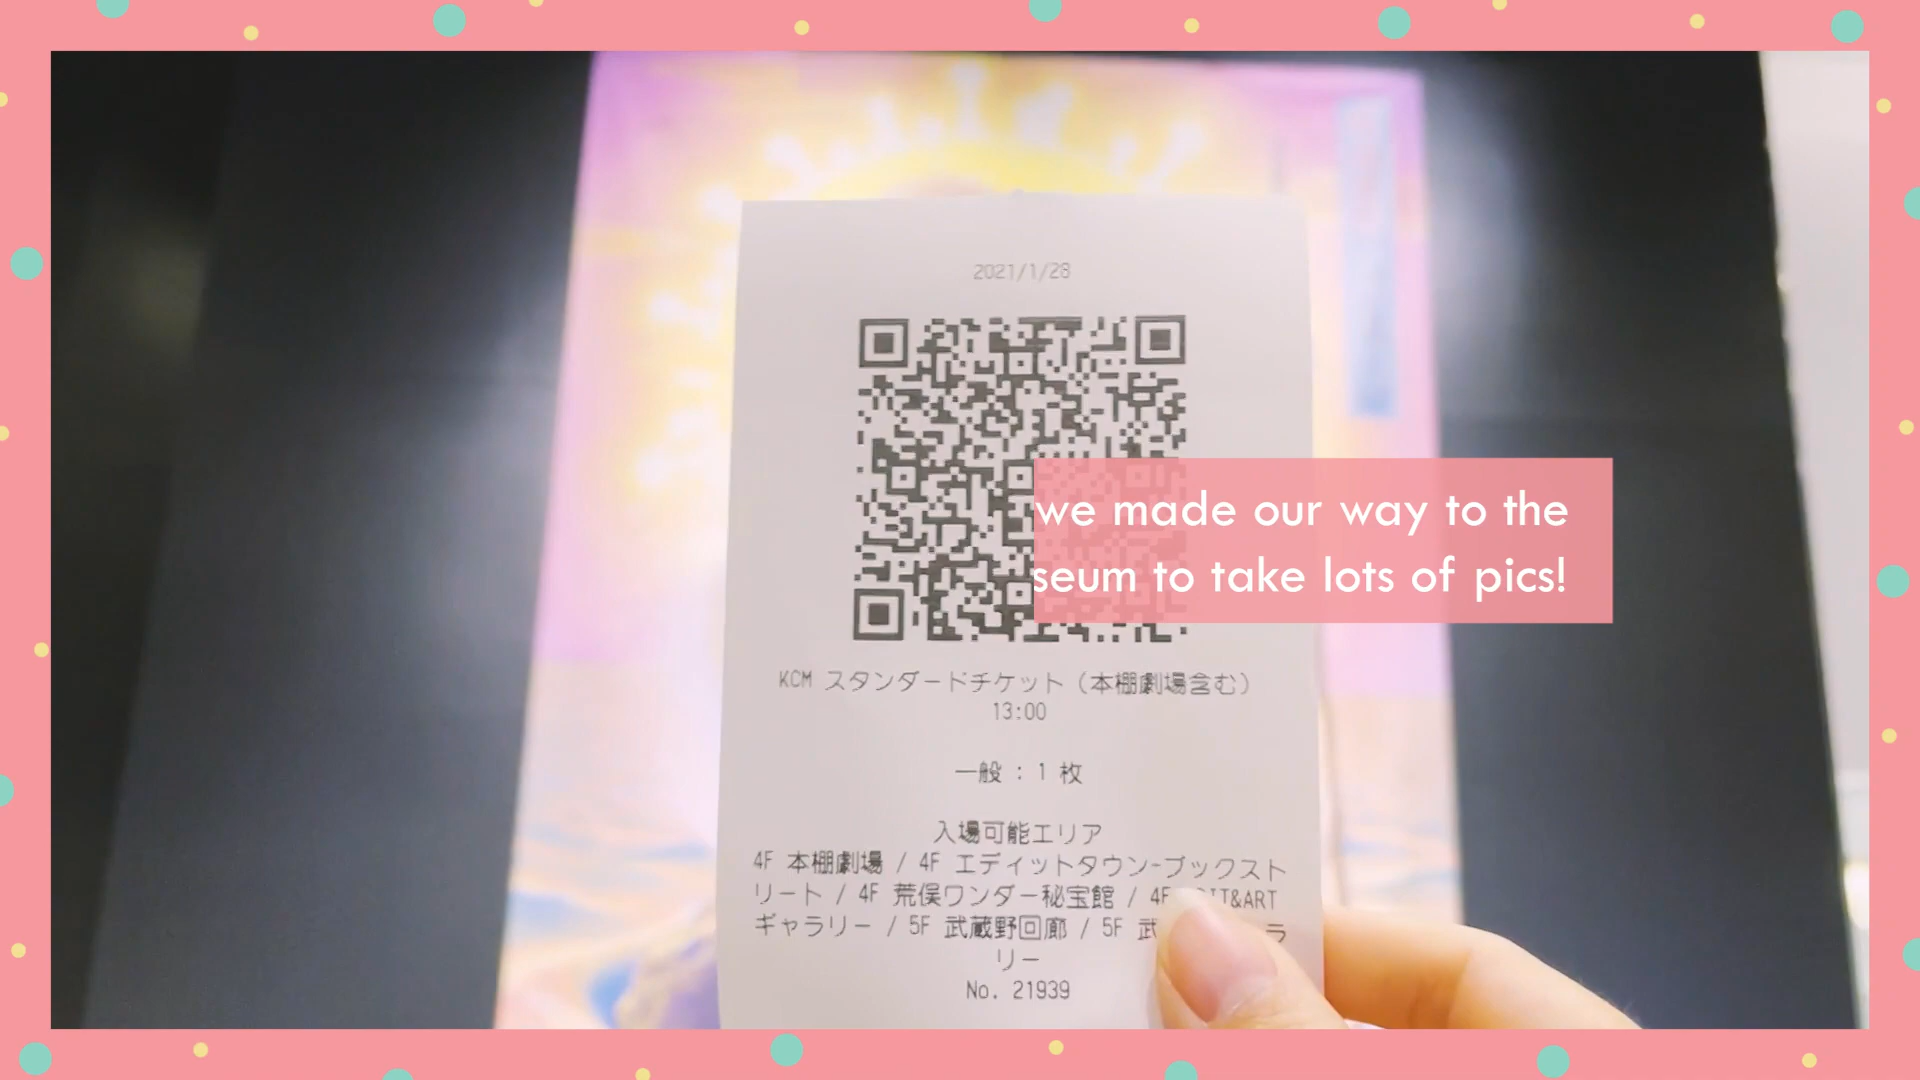 2021/1/28
we made our way to the
seum to take lots of pics!
KCM スタンダードチケット（本棚劇場含む）
13:00
一般 : 1 枚
入場可能エリア
4F 本棚劇場 / 4F エディットタウン-ブックスト
リート / 4F 荒俣ワンダー秘宝館 / 4F IT&ART
ギャラリー / 5F 武蔵野回廊 / 5F 武 ラ
リー
No. 21939